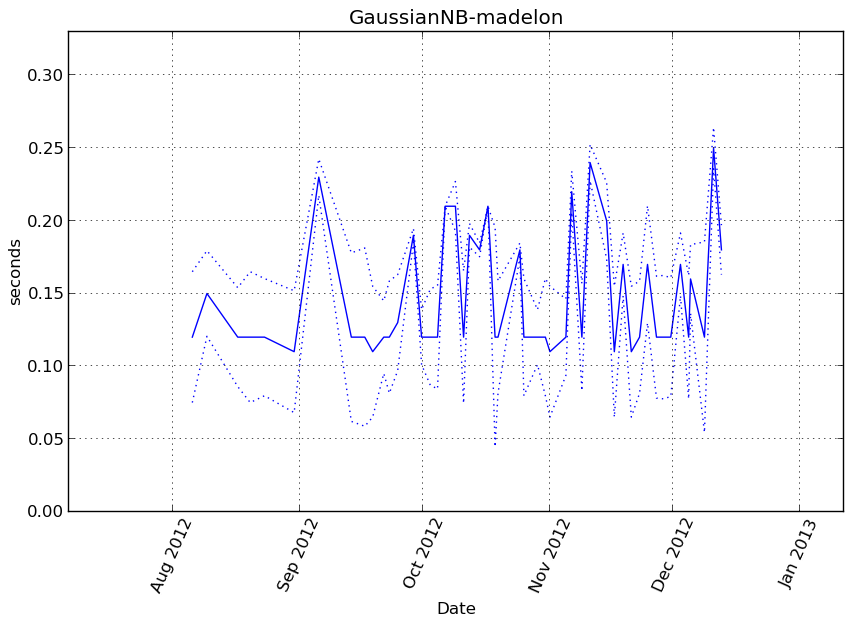 GaussianNB-madelon
0.30
0.25
0.20
0.15
0.10
0.05
0.00
seconds
Aug 2012
Sep 2012
Oct 2012
Nov 2012
Dec 2012
Jan 2013
Date